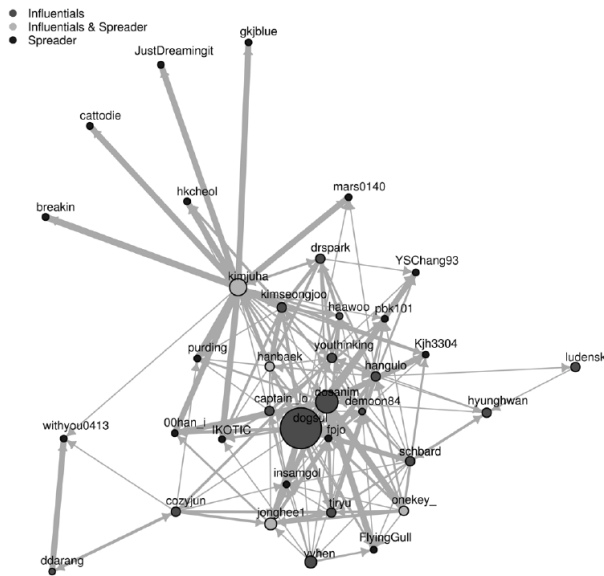 Influentials
Influentials & Spreader
Spreader
gkjblue
JustDreamingit
cattodie
hkcheol
mars0140
breakin
drspark
YSChang93
kimjuha
kimseongjoo
haawoo
pbk101
purding
hanbaek
youthinking
Kjh3304
hangulo
ludensk
captain_lo
dosanim
demoon84
hyunghwan
withyou0413
00han_i
IKOTIC
dogsul
fpjo
schbard
insamgol
cozyjun
jonghee1
tiryu
onekey_
ddarang
vvhen
FlyingGull